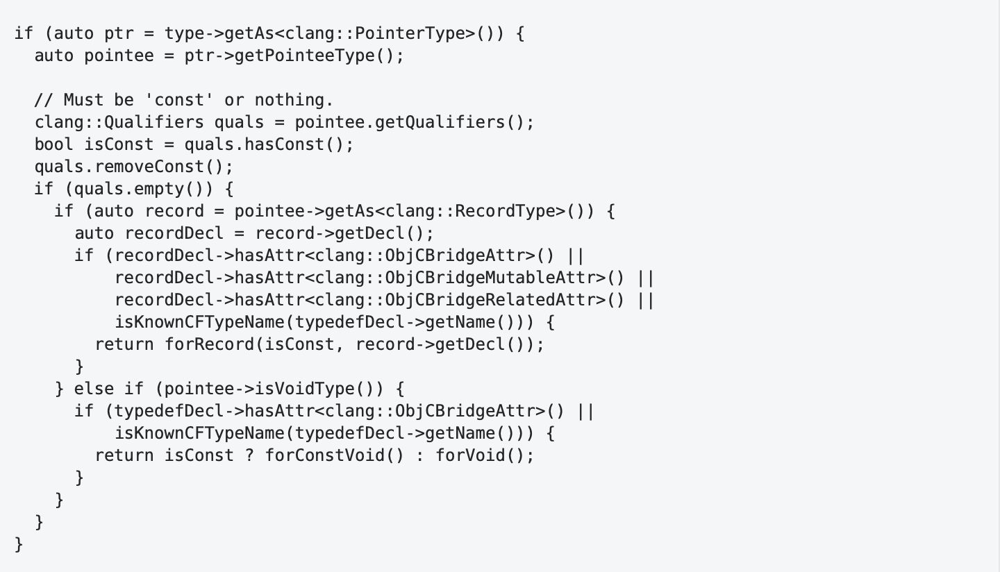 if (auto ptr = type->getAs<clang::PointerType>()) {
  auto pointee = ptr->getPointeeType();

  // Must be 'const' or nothing.
  clang::Qualifiers quals = pointee.getQualifiers();
  bool isConst = quals.hasConst();
  quals.removeConst();
  if (quals.empty()) {
    if (auto record = pointee->getAs<clang::RecordType>()) {
      auto recordDecl = record->getDecl();
      if (recordDecl->hasAttr<clang::ObjCBridgeAttr>() ||
          recordDecl->hasAttr<clang::ObjCBridgeMutableAttr>() ||
          recordDecl->hasAttr<clang::ObjCBridgeRelatedAttr>() ||
          isKnownCFTypeName(typedefDecl->getName())) {
        return forRecord(isConst, record->getDecl());
      }
    } else if (pointee->isVoidType()) {
      if (typedefDecl->hasAttr<clang::ObjCBridgeAttr>() ||
          isKnownCFTypeName(typedefDecl->getName())) {
        return isConst ? forConstVoid() : forVoid();
      }
    }
  }
}